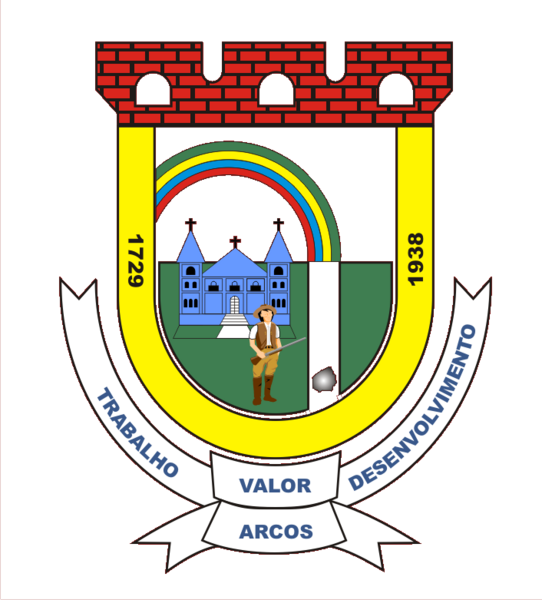 1729
1938
TRABALHO
VALOR
DESENVOLVIMENTO
ARCOS